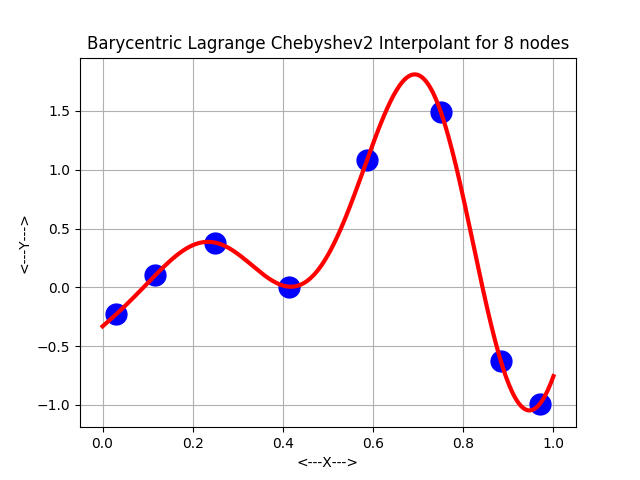 Barycentric Lagrange Chebyshev2 Interpolant for 8 nodes
1.5
1.0
0.5
0.0
−0.5
−1.0
<---Y--->
0.0 0.2 0.4 0.6 0.8 1.0
<---X--->